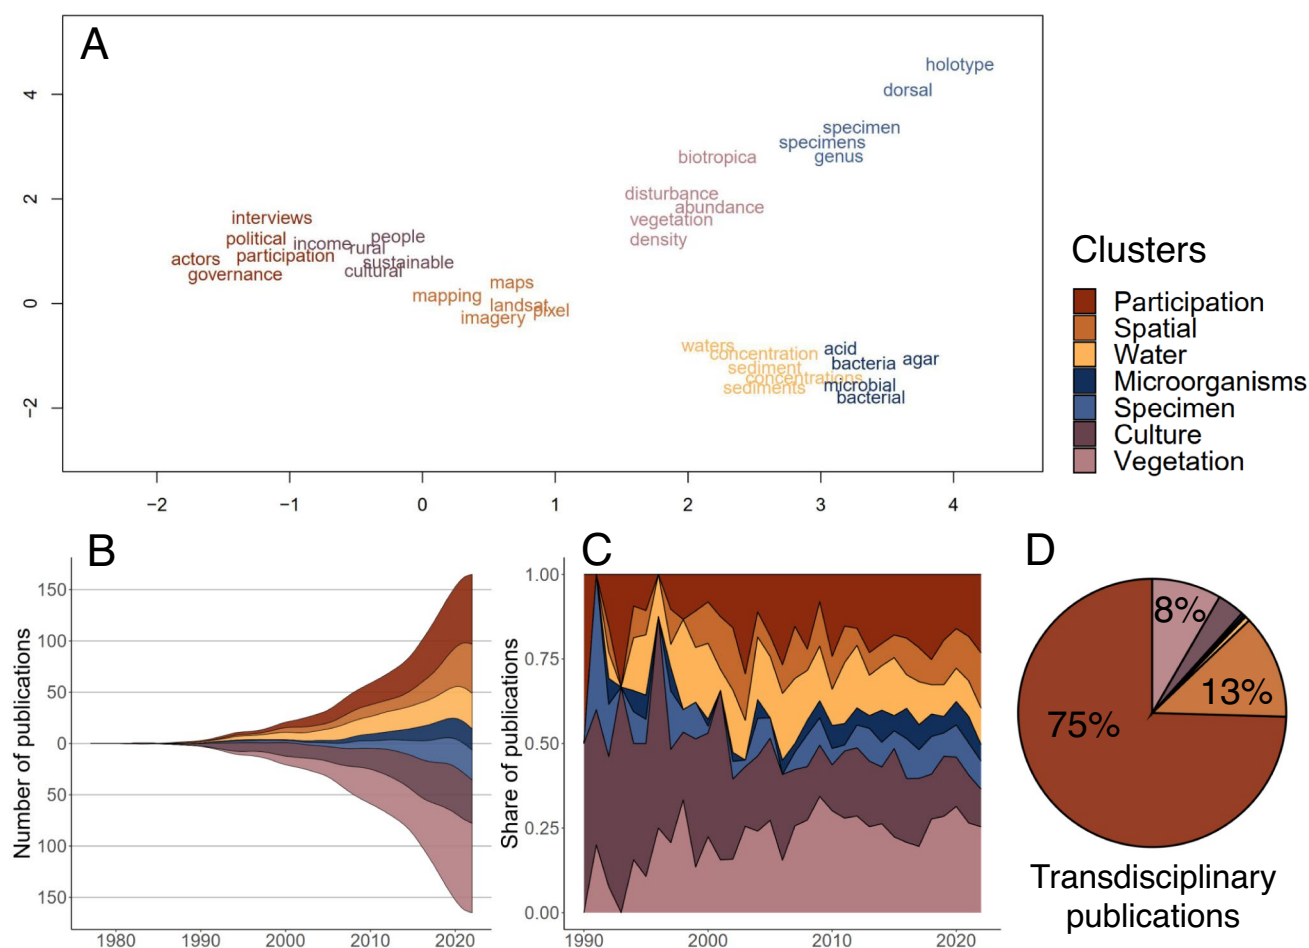 A
holotype
dorsal
specimen
specimens
genus
biotropica
disturbance
abundance
vegetation
density
interviews
political
income
people
rural
actors
participation
sustainable
governance
cultural
maps
mapping
landsat
pixel
imagery
waters
concentration
acid
bacteria
agar
sediment
concentrations
sediments
microbial
bacterial
4
2
0
−2
−2
−1
0
1
2
3
4
Clusters
Participation
Spatial
Water
Microorganisms
Specimen
Culture
Vegetation
B
Number of publications
150
100
50
0
50
100
150
1980
1990
2000
2010
2020
C
Share of publications
1.00
0.75
0.50
0.25
0.00
1990
2000
2010
2020
D
8%
13%
75%
Transdisciplinary
publications